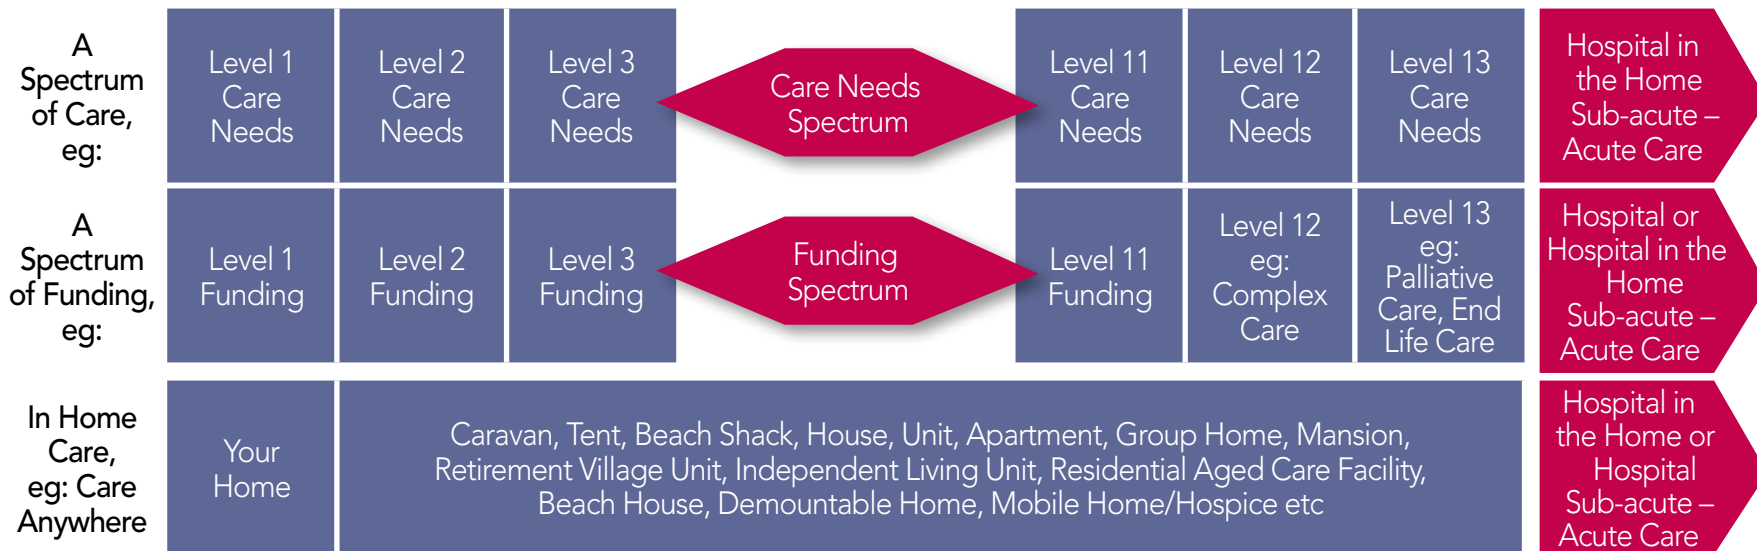 A
Spectrum
of Care,
eg:
Level 1
Care
Needs
Level 2
Care
Needs
Level 3
Care
Needs
Care Needs
Spectrum
Level 11
Care
Needs
Level 12
Care
Needs
Level 13
Care
Needs
Hospital in
the Home
Sub-acute –
Acute Care
A
Spectrum
of Funding,
eg:
Level 1
Funding
Level 2
Funding
Level 3
Funding
Funding
Spectrum
Level 11
Funding
Level 12
eg:
Complex
Care
Level 13
eg:
Palliative
Care, End
Life Care
Hospital or
Hospital in the
Home
Sub-acute –
Acute Care
In Home
Care,
eg: Care
Anywhere
Your
Home
Caravan, Tent, Beach Shack, House, Unit, Apartment, Group Home, Mansion,
Retirement Village Unit, Independent Living Unit, Residential Aged Care Facility,
Beach House, Demountable Home, Mobile Home/Hospice etc
Hospital in
the Home or
Hospital
Sub-acute –
Acute Care